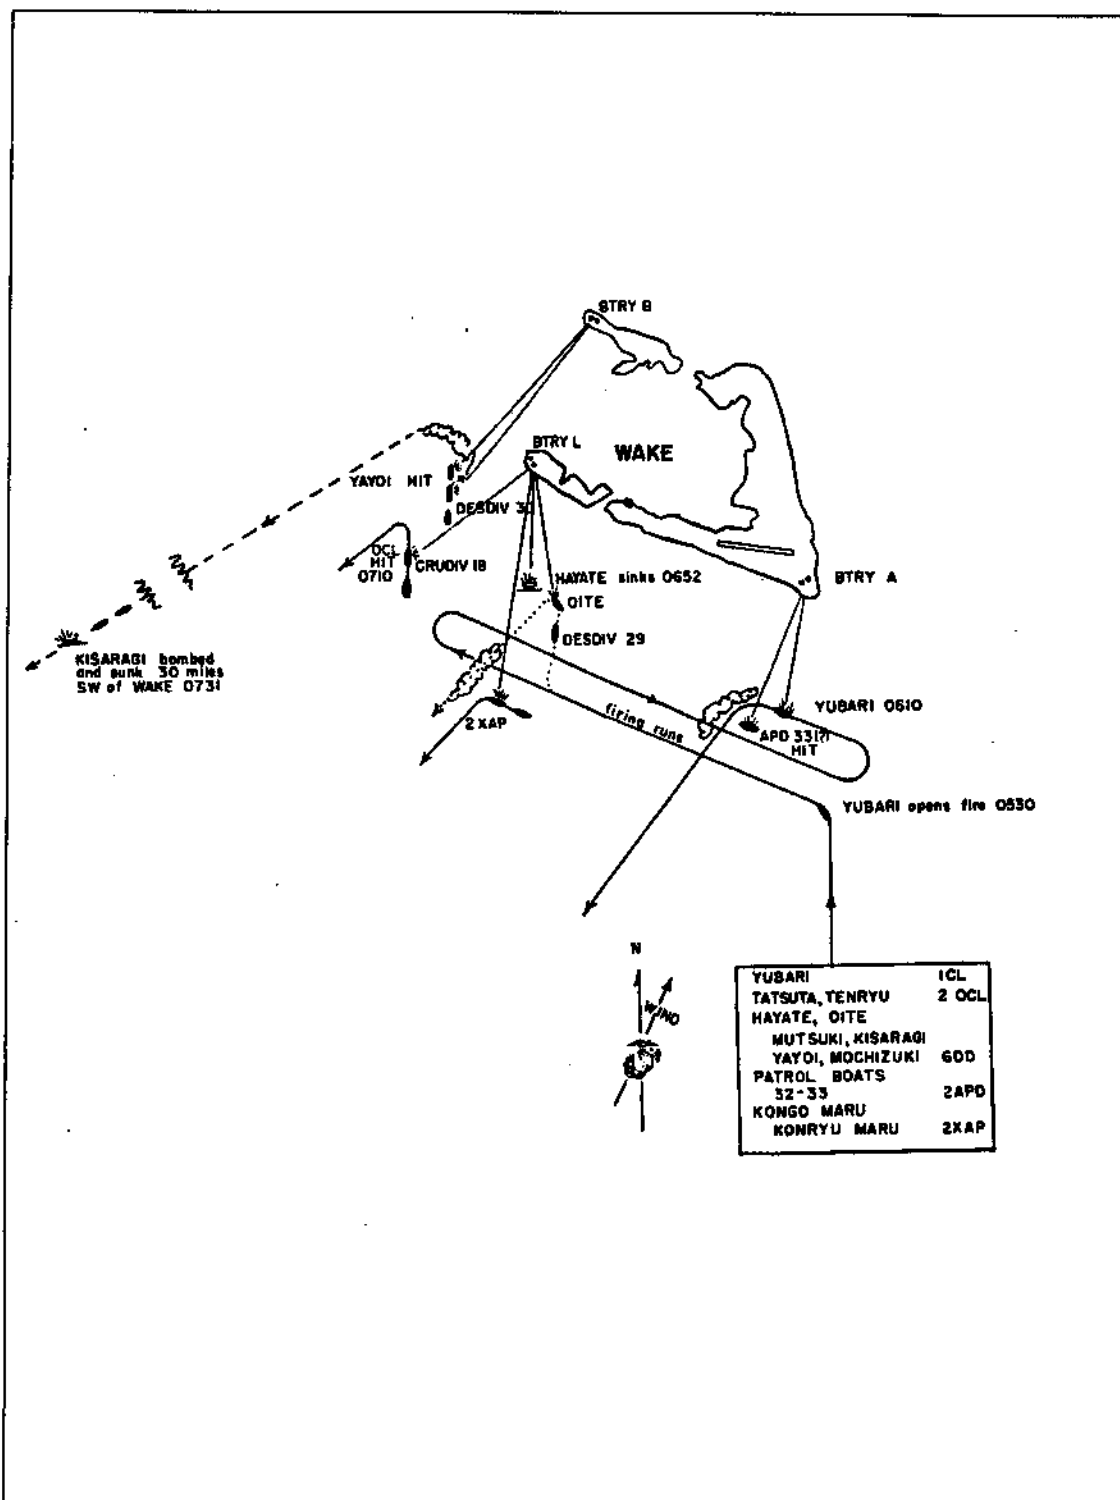 BTRY B
BTRY L
WAKE
YAYOI HIT
DESDIV 30
OCL
HIT
0710
CRUDIV 18
HAYATE sinks 0652
OITE
BTRY A
DESDIV 29
KISARAGI bombed
and sunk 30 miles
SW of WAKE 0731
firing runs
YUBARI 0610
2 XAP
APD 33(?)
HIT
YUBARI opens fire 0530
N
WIND
YUBARI 1CL
TATSUTA, TENRYU 2 OCL
HAYATE, OITE
MUTSUKI, KISARAGI
YAYOI, MOCHIZUKI 6DD
PATROL BOATS
32-33 2APD
KONGO MARU
KONRYU MARU 2XAP